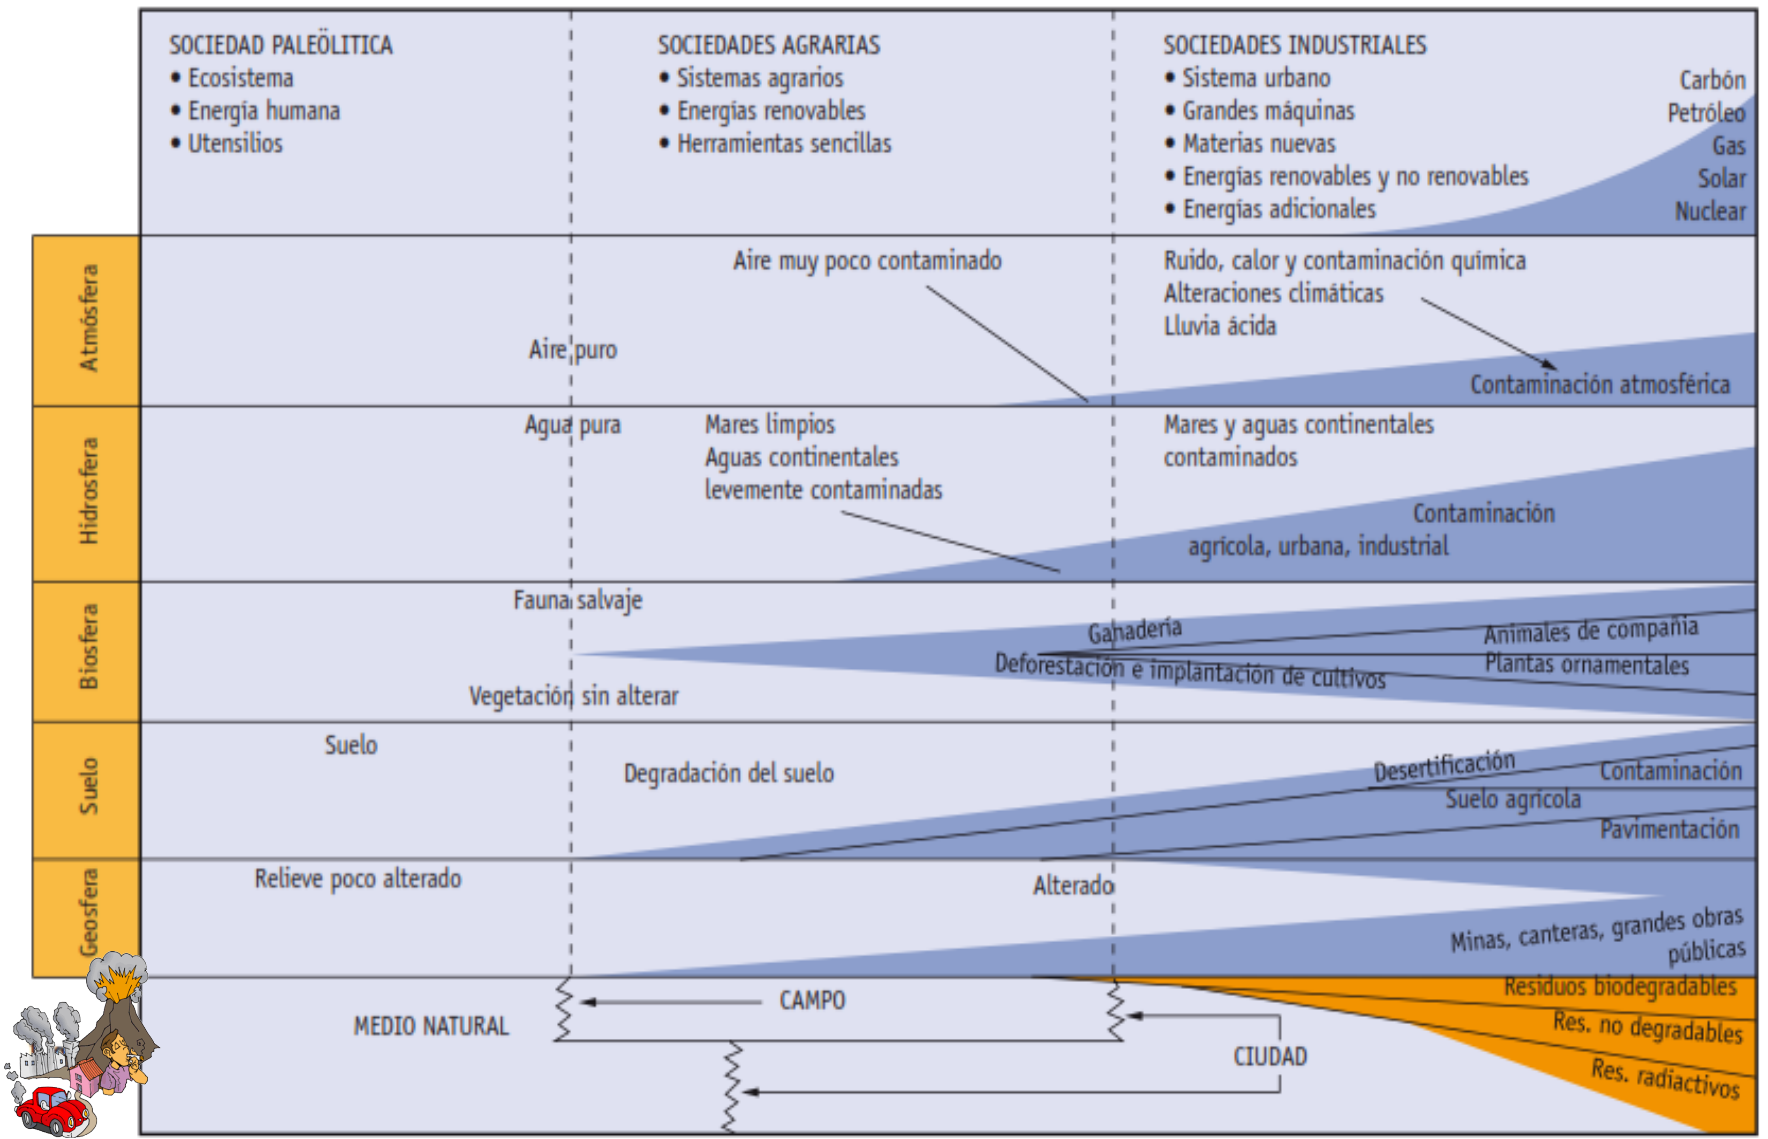 SOCIEDAD PALEÖLITICA
• Ecosistema
• Energía humana
• Utensilios
SOCIEDADES AGRARIAS
• Sistemas agrarios
• Energías renovables
• Herramientas sencillas
SOCIEDADES INDUSTRIALES
• Sistema urbano
• Grandes máquinas
• Materias nuevas
• Energías renovables y no renovables
• Energías adicionales
Carbón
Petróleo
Gas
Solar
Nuclear
Atmósfera
Aire puro
Aire muy poco contaminado
Ruido, calor y contaminación química
Alteraciones climáticas
Lluvia ácida
Contaminación atmosférica
Hidrosfera
Agua pura
Mares limpios
Aguas continentales
levemente contaminadas
Mares y aguas continentales
contaminados
Contaminación
agrícola, urbana, industrial
Biosfera
Fauna salvaje
Vegetación sin alterar
Ganadería
Deforestación e implantación de cultivos
Animales de compañía
Plantas ornamentales
Suelo
Suelo
Degradación del suelo
Desertificación
Contaminación
Suelo agrícola
Pavimentación
Geosfera
Relieve poco alterado
Alterado
Minas, canteras, grandes obras
públicas
MEDIO NATURAL
CAMPO
CIUDAD
Residuos biodegradables
Res. no degradables
Res. radiactivos